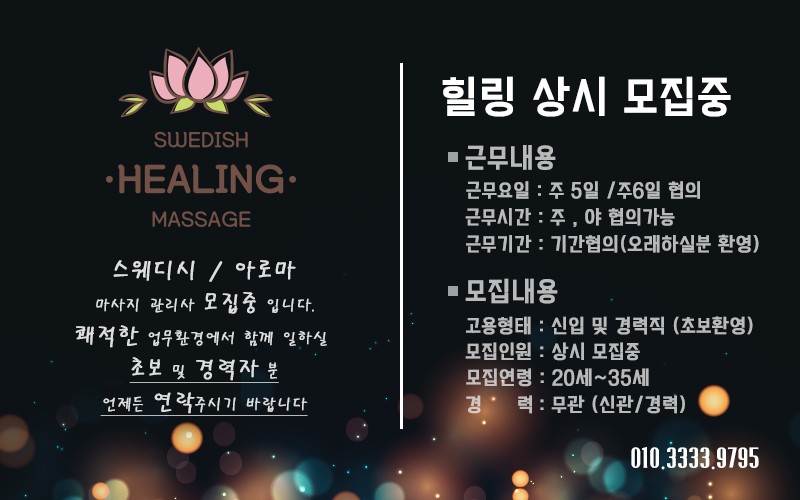 SWEDISH
·HEALING·
MASSAGE
스웨디시 / 아로마
마사지 관리사 모집중 입니다.
쾌적한 업무환경에서 함께 일하실
초보 및 경력자 분
언제든 연락주시기 바랍니다
힐링 상시 모집중
■ 근무내용
근무요일 : 주 5일 /주6일 협의
근무시간 : 주 , 야 협의가능
근무기간 : 기간협의(오래하실분 환영)
■ 모집내용
고용형태 : 신입 및 경력직 (초보환영)
모집인원 : 상시 모집중
모집연령 : 20세~35세
경 력 : 무관 (신관/경력)
010.3333.9795